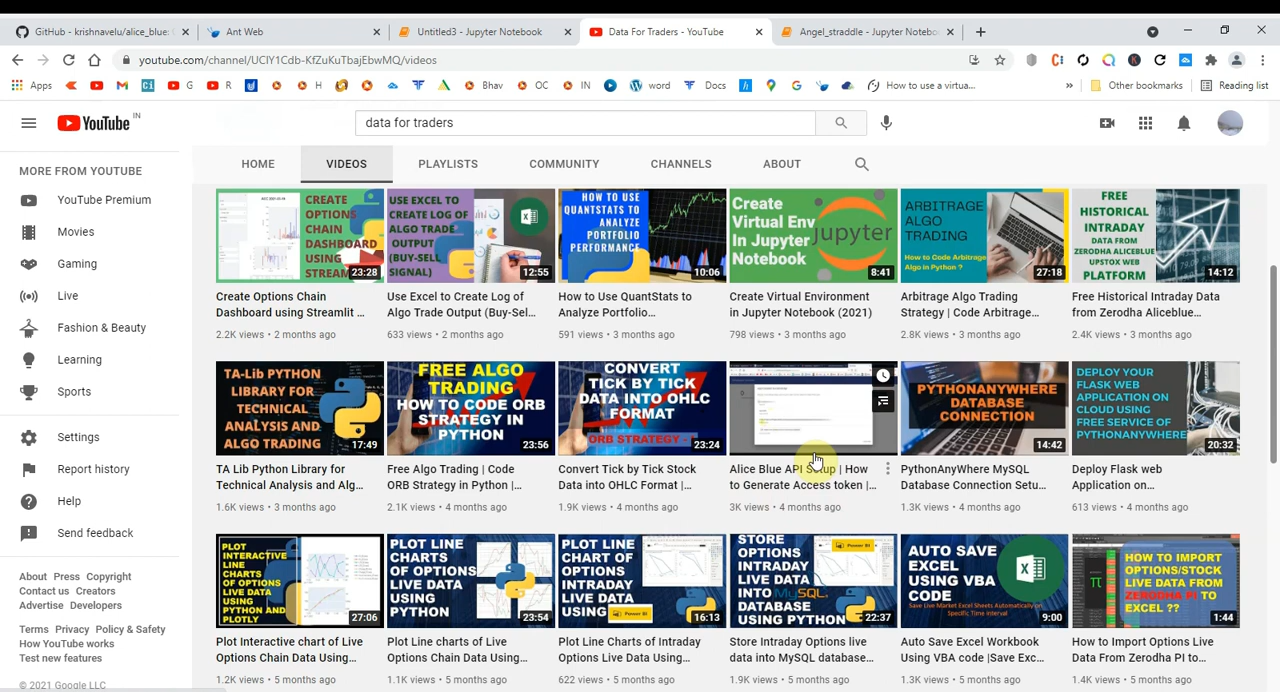 GitHub - krishnavelu/alice_blue:
Ant Web
Untitled3 - Jupyter Notebook
Data For Traders - YouTube
Angel_straddle - Jupyter Noteboo
youtube.com/channel/UClY1Cdb-KfZuKuTbajEbwMQ/videos
Apps
G
R
H
Bhav
OC
IN
word
Docs
How to use a virtua...
Other bookmarks
Reading list
YouTube IN
data for traders
HOME
VIDEOS
PLAYLISTS
COMMUNITY
CHANNELS
ABOUT
MORE FROM YOUTUBE
YouTube Premium
Movies
Gaming
Live
Fashion & Beauty
Learning
Sports
Settings
Report history
Help
Send feedback
About Press Copyright
Contact us Creators
Advertise Developers
Terms Privacy Policy & Safety
How YouTube works
Test new features
© 2021 Google LLC
CREATE
OPTIONS
CHAIN
DASHBOARD
USING
STREAM
23:28
Create Options Chain
Dashboard using Streamlit ...
2.2K views • 2 months ago
USE EXCEL TO
CREATE LOG OF
ALGO TRADE
OUTPUT
(BUY-SELL
SIGNAL)
12:55
Use Excel to Create Log of
Algo Trade Output (Buy-Sel...
633 views • 2 months ago
HOW TO USE
QUANTSTATS TO
ANALYZE
PORTFOLIO
PERFORMANCE
10:06
How to Use QuantStats to
Analyze Portfolio...
591 views • 3 months ago
Create
Virtual Env
In Jupyter
Notebook
jupyter
8:41
Create Virtual Environment
in Jupyter Notebook (2021)
798 views • 3 months ago
ARBITRAGE
ALGO
TRADING
How to Code Arbitrage
Algo in Python ?
27:18
Arbitrage Algo Trading
Strategy | Code Arbitrage...
2.8K views • 3 months ago
FREE
HISTORICAL
INTRADAY
DATA FROM
ZERODHA ALICEBLUE
UPSTOX WEB
PLATFORM
14:12
Free Historical Intraday Data
from Zerodha Aliceblue...
2.4K views • 3 months ago
TA-Lib PYTHON
LIBRARY FOR
TECHNICAL
ANALYSIS AND
ALGO TRADING
17:49
TA Lib Python Library for
Technical Analysis and Alg...
1.6K views • 3 months ago
FREE ALGO
TRADING
HOW TO CODE ORB
STRATEGY IN
PYTHON
23:56
Free Algo Trading | Code
ORB Strategy in Python |...
2.1K views • 4 months ago
CONVERT
TICK BY TICK
DATA INTO OHLC
FORMAT
ORB STRATEGY -
23:24
Convert Tick by Tick Stock
Data into OHLC Format |...
1.9K views • 4 months ago
Alice Blue API Setup | How
to Generate Access token |...
3K views • 4 months ago
PYTHONANYWHERE
DATABASE
CONNECTION
14:42
PythonAnyWhere MySQL
Database Connection Setu...
1.3K views • 4 months ago
DEPLOY YOUR
FLASK WEB
APPLICATION ON
CLOUD USING
FREE SERVICE OF
PYTHONANYWHERE
20:32
Deploy Flask web
Application on...
613 views • 4 months ago
PLOT
INTERACTIVE
CHARTS
OF OPTIONS
LIVE DATA
USING
PYTHON AND
PLOTLY
27:06
Plot Interactive chart of Live
Options Chain Data Using...
1.2K views • 5 months ago
PLOT LINE
CHARTS
OF OPTIONS
LIVE DATA
USING
PYTHON
23:54
Plot Line Charts of Live
Options Chain Data Using...
1.1K views • 5 months ago
PLOT LINE
CHART OF
OPTIONS
INTRADAY
LIVE DATA
USING
Power BI
16:13
Plot Line Charts of Intraday
Options Live Data Using...
622 views • 5 months ago
STORE
OPTIONS
INTRADAY
LIVE DATA
INTO MySQL
DATABASE
USING PYTHON
Power BI
22:37
Store Intraday Options live
data into MySQL database...
1.9K views • 5 months ago
AUTO SAVE
EXCEL
USING VBA
CODE
Save Live Market Excel Sheets Automatically on
Specific Time interval
9:00
Auto Save Excel Workbook
Using VBA code |Save Exc...
1.3K views • 5 months ago
HOW TO IMPORT
OPTIONS/STOCK
LIVE DATA FROM
ZERODHA PI TO
EXCEL ??
1:44
How to Import Options Live
Data From Zerodha PI to...
1.4K views • 5 months ago